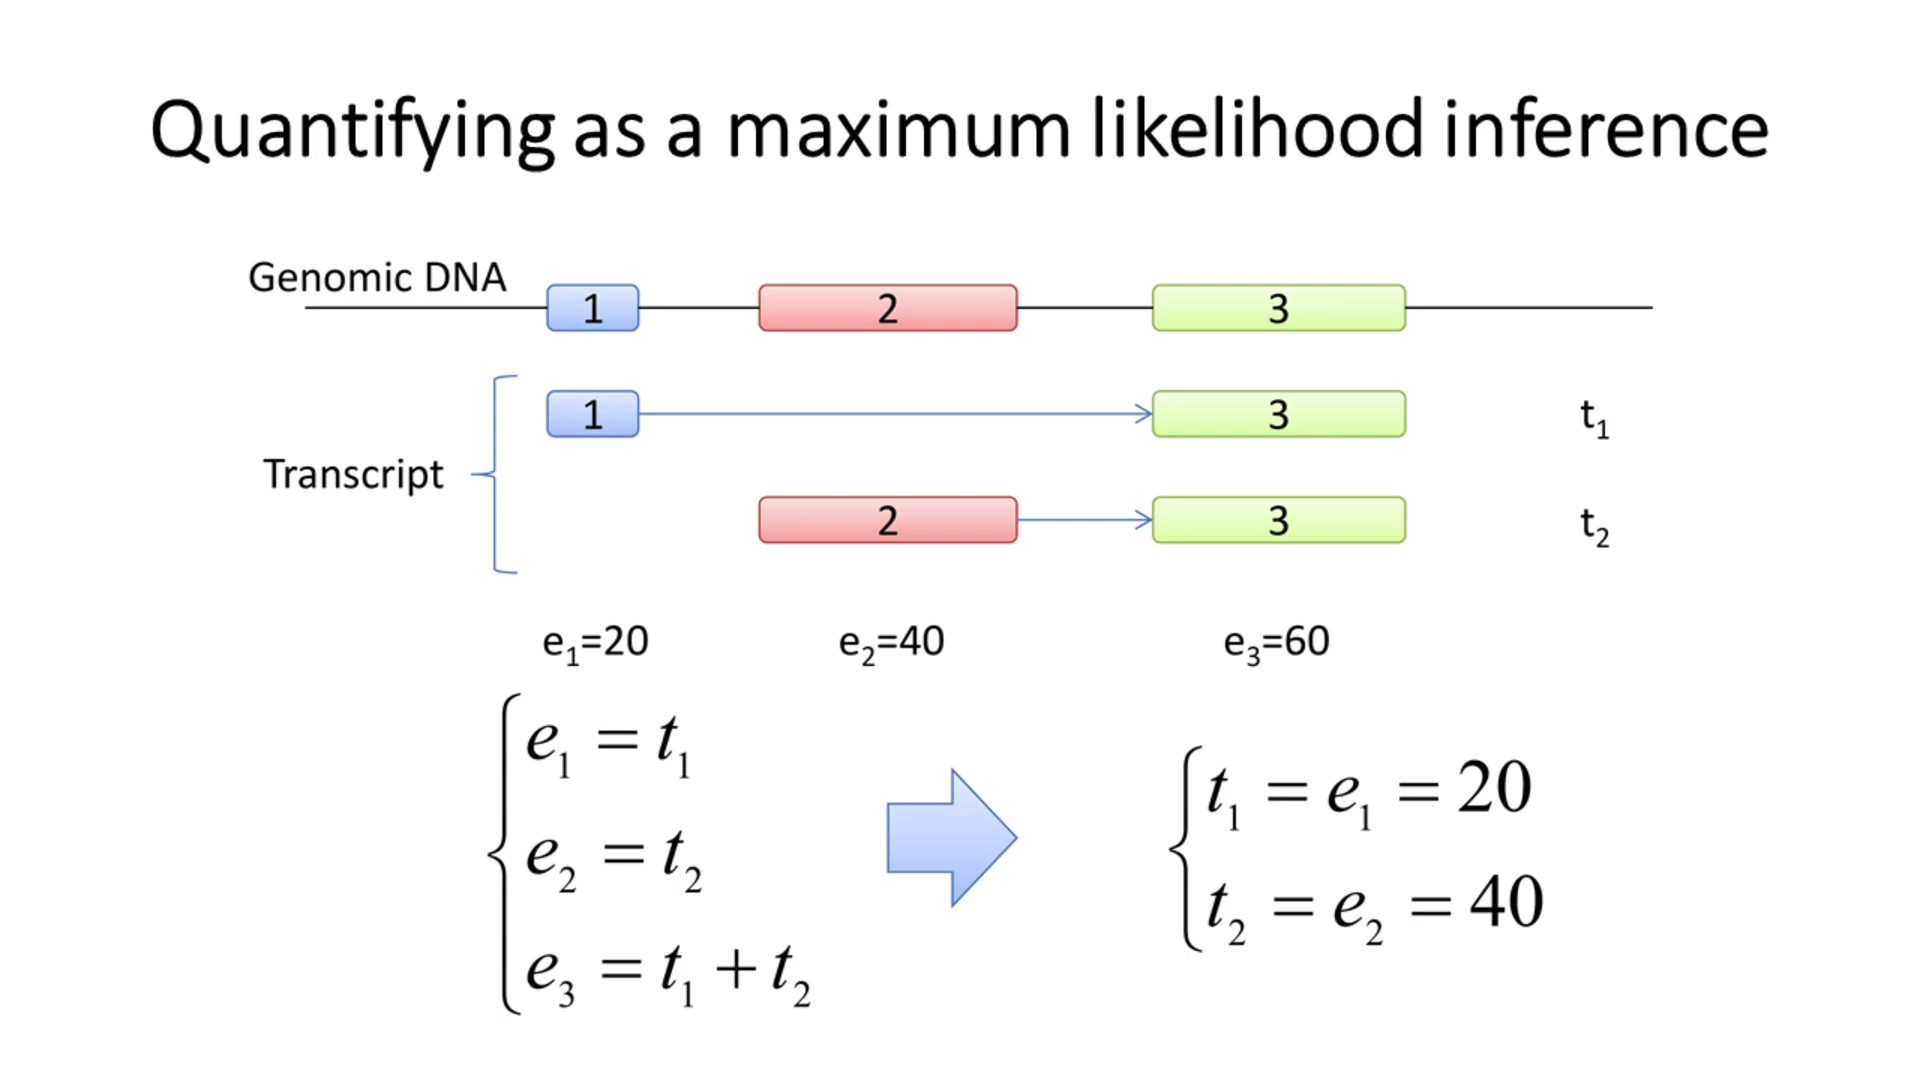 Quantifying as a maximum likelihood inference
Genomic DNA
1 2 3
1 3 t₁
Transcript
2 3 t₂
e₁=20 e₂=40 e₃=60
e₁ = t₁
e₂ = t₂
e₃ = t₁ + t₂
t₁ = e₁ = 20
t₂ = e₂ = 40